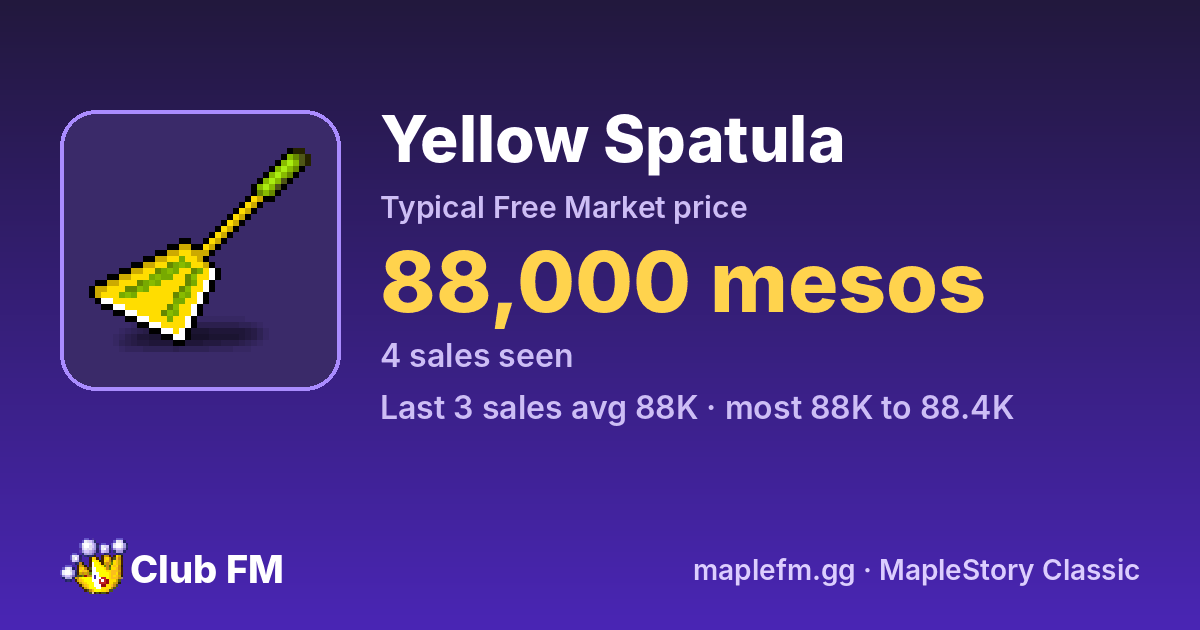 Yellow Spatula
Typical Free Market price
88,000 mesos
4 sales seen
Last 3 sales avg 88K · most 88K to 88.4K
Club FM
maplefm.gg · MapleStory Classic